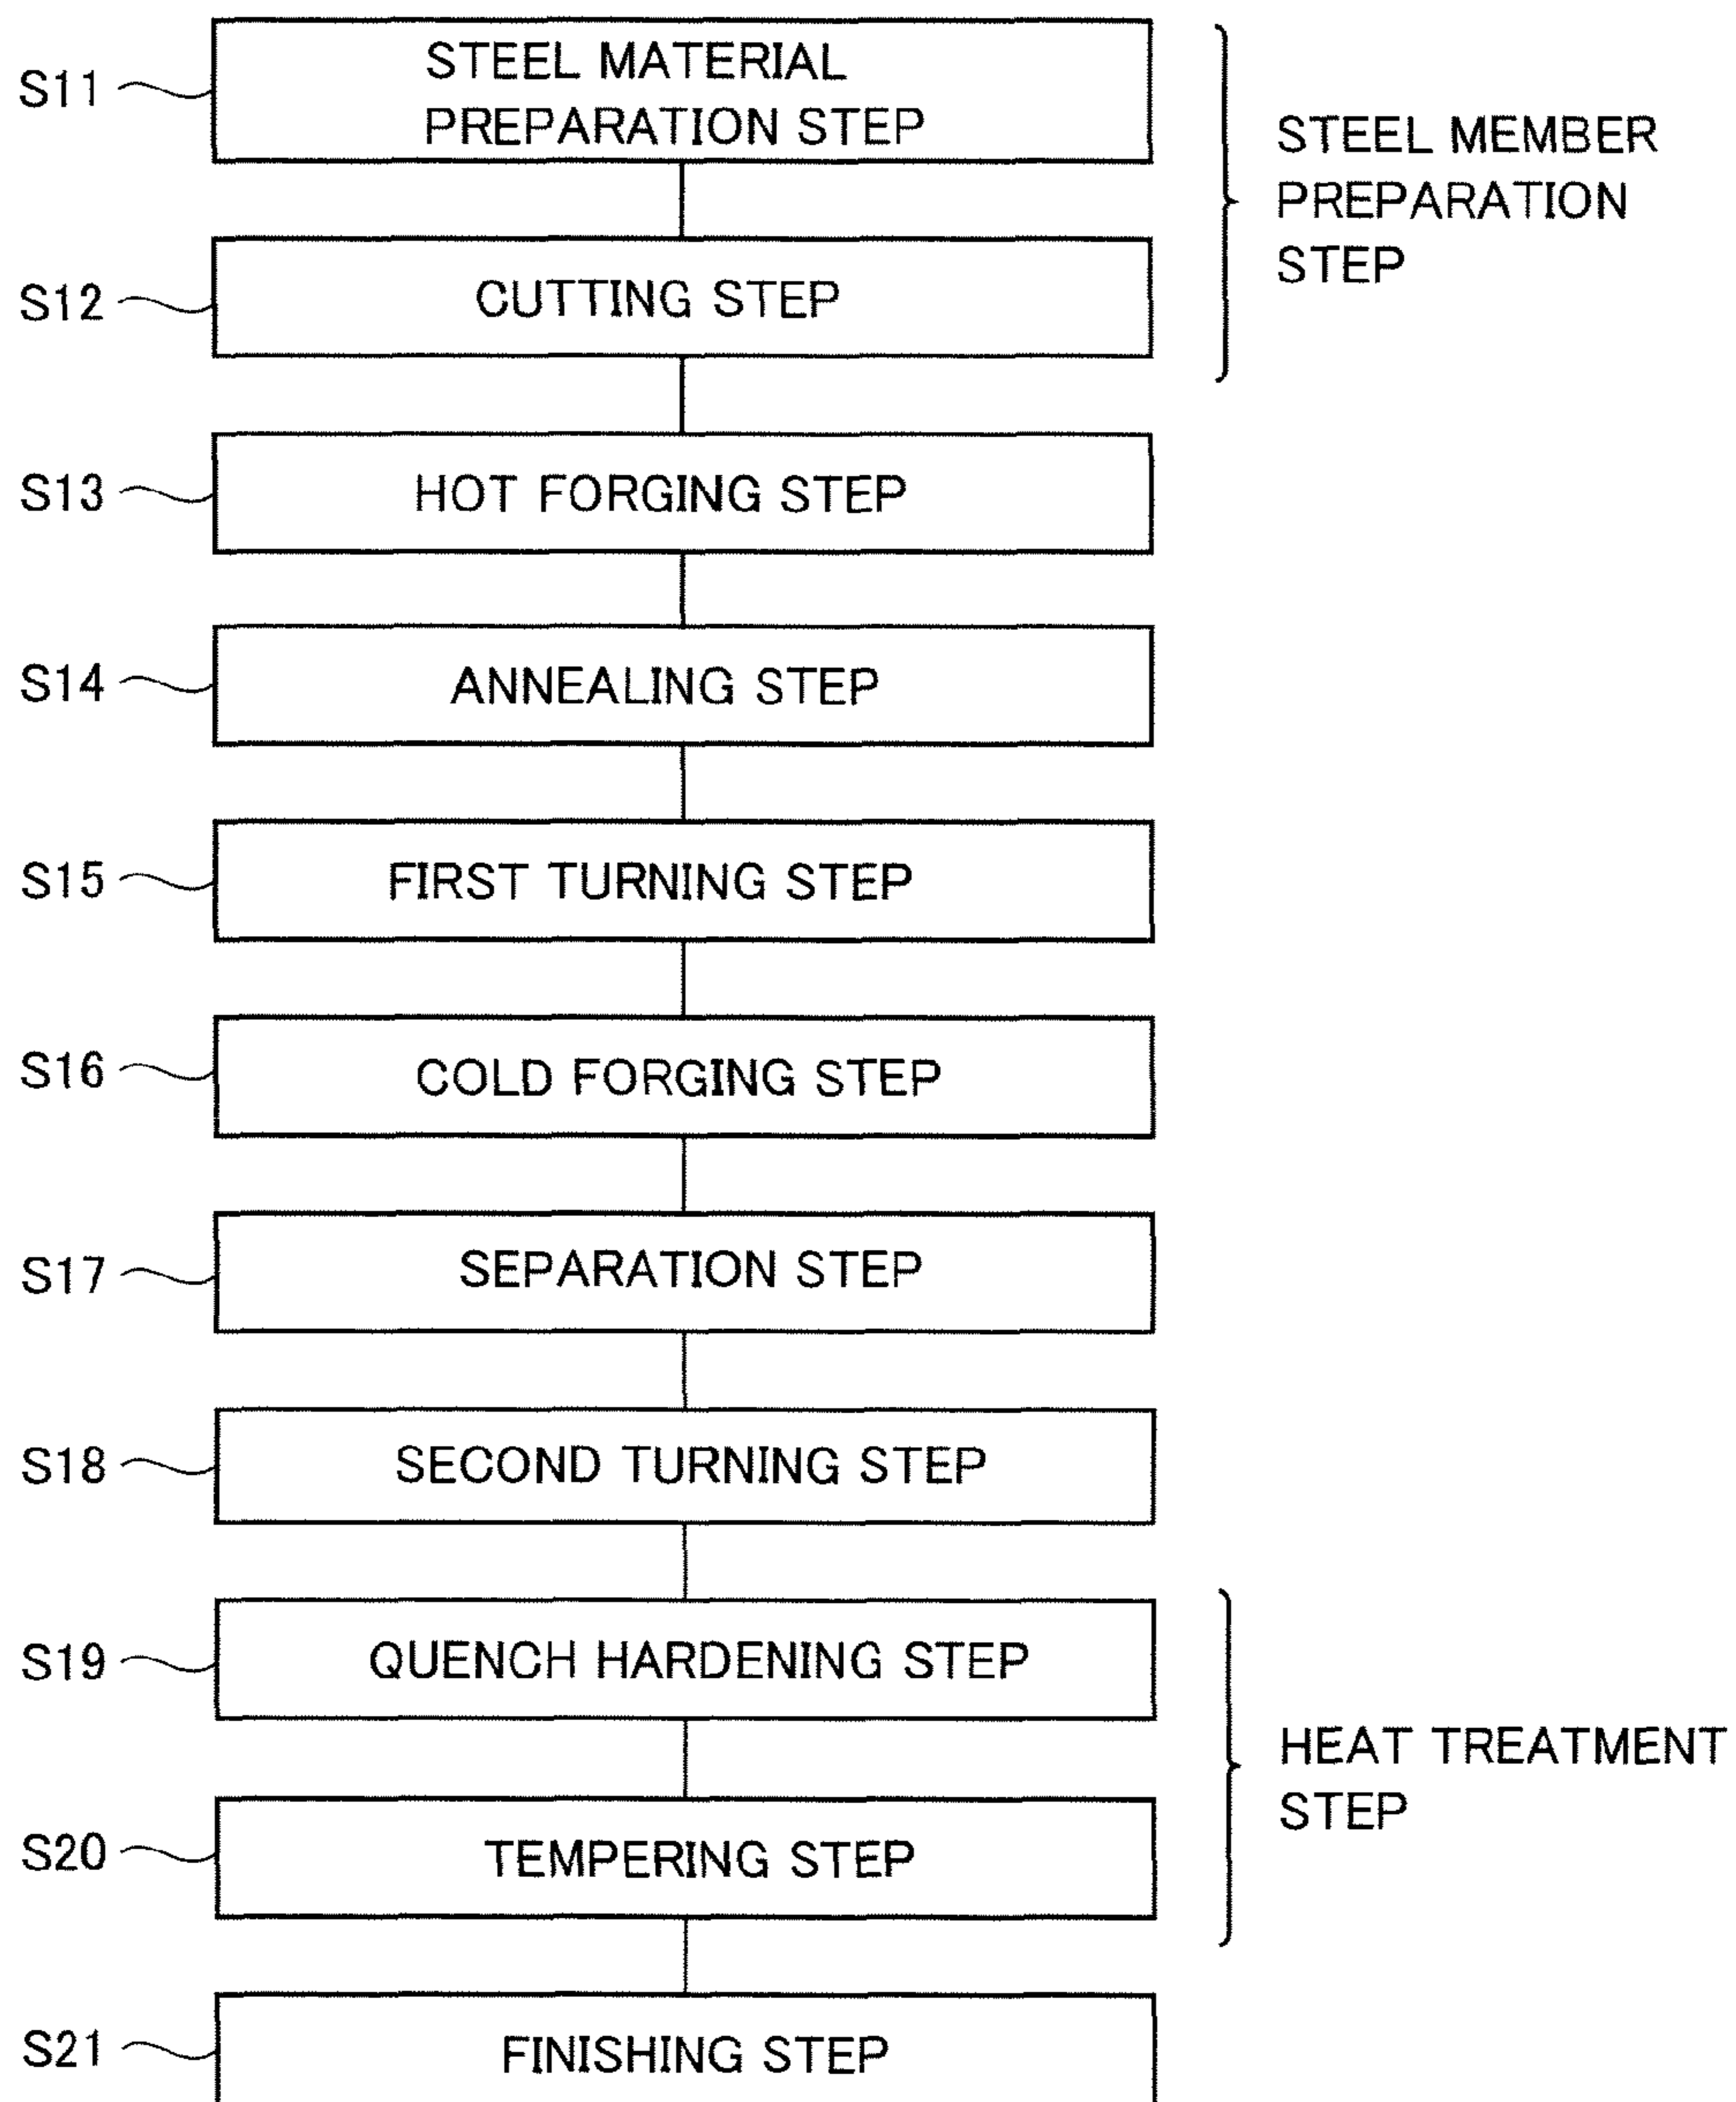 S11
STEEL MATERIAL
PREPARATION STEP
STEEL MEMBER
PREPARATION
STEP
S12
CUTTING STEP
S13
HOT FORGING STEP
S14
ANNEALING STEP
S15
FIRST TURNING STEP
S16
COLD FORGING STEP
S17
SEPARATION STEP
S18
SECOND TURNING STEP
S19
QUENCH HARDENING STEP
HEAT TREATMENT
STEP
S20
TEMPERING STEP
S21
FINISHING STEP